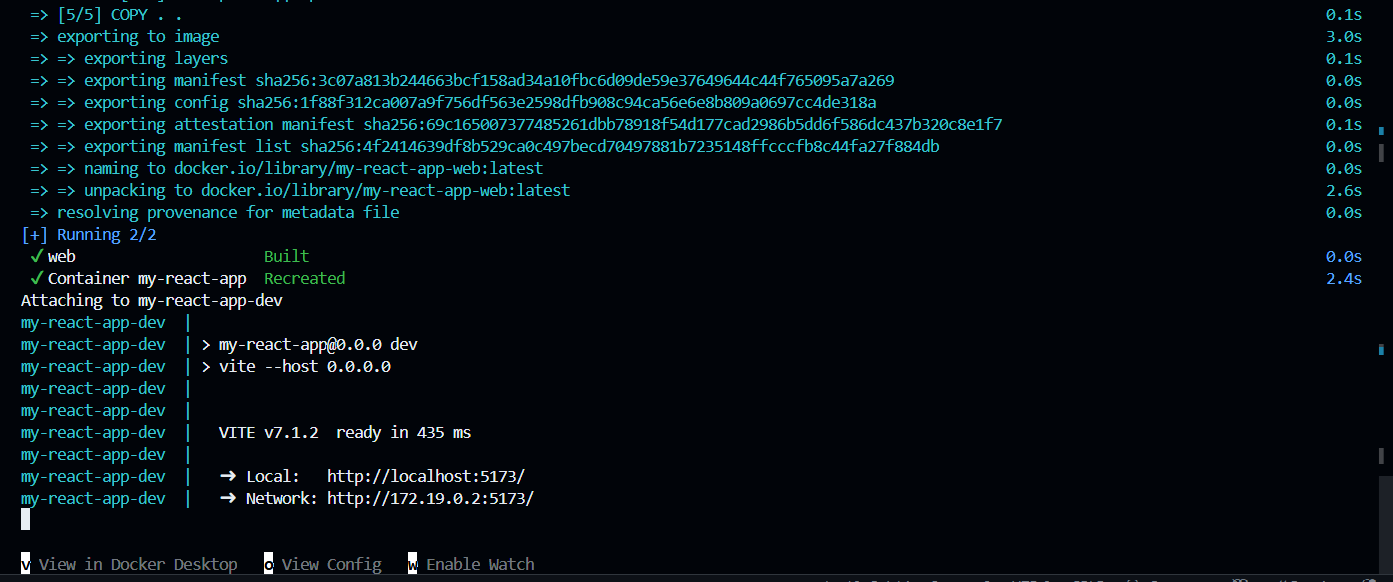 => [5/5] COPY . . 0.1s
=> exporting to image 3.0s
=> => exporting layers 0.1s
=> => exporting manifest sha256:3c07a813b244663bcf158ad34a10fbc6d09de59e37649644c44f765095a7a269 0.0s
=> => exporting config sha256:1f88f312ca007a9f756df563e2598dfb908c94ca56e6e8b809a0697cc4de318a 0.0s
=> => exporting attestation manifest sha256:69c165007377485261dbb78918f54d177cad2986b5dd6f586dc437b320c8e1f7 0.1s
=> => exporting manifest list sha256:4f2414639df8b529ca0c497becd70497881b7235148ffcccfb8c44fa27f884db 0.0s
=> => naming to docker.io/library/my-react-app-web:latest 0.0s
=> => unpacking to docker.io/library/my-react-app-web:latest 2.6s
=> resolving provenance for metadata file 0.0s
[+] Running 2/2
✓ web Built 0.0s
✓ Container my-react-app Recreated 2.4s
Attaching to my-react-app-dev
my-react-app-dev |
my-react-app-dev | > my-react-app@0.0.0 dev
my-react-app-dev | > vite --host 0.0.0.0
my-react-app-dev |
my-react-app-dev |
my-react-app-dev | VITE v7.1.2 ready in 435 ms
my-react-app-dev |
my-react-app-dev | ➜ Local: http://localhost:5173/
my-react-app-dev | ➜ Network: http://172.19.0.2:5173/
v View in Docker Desktop o View Config w Enable Watch